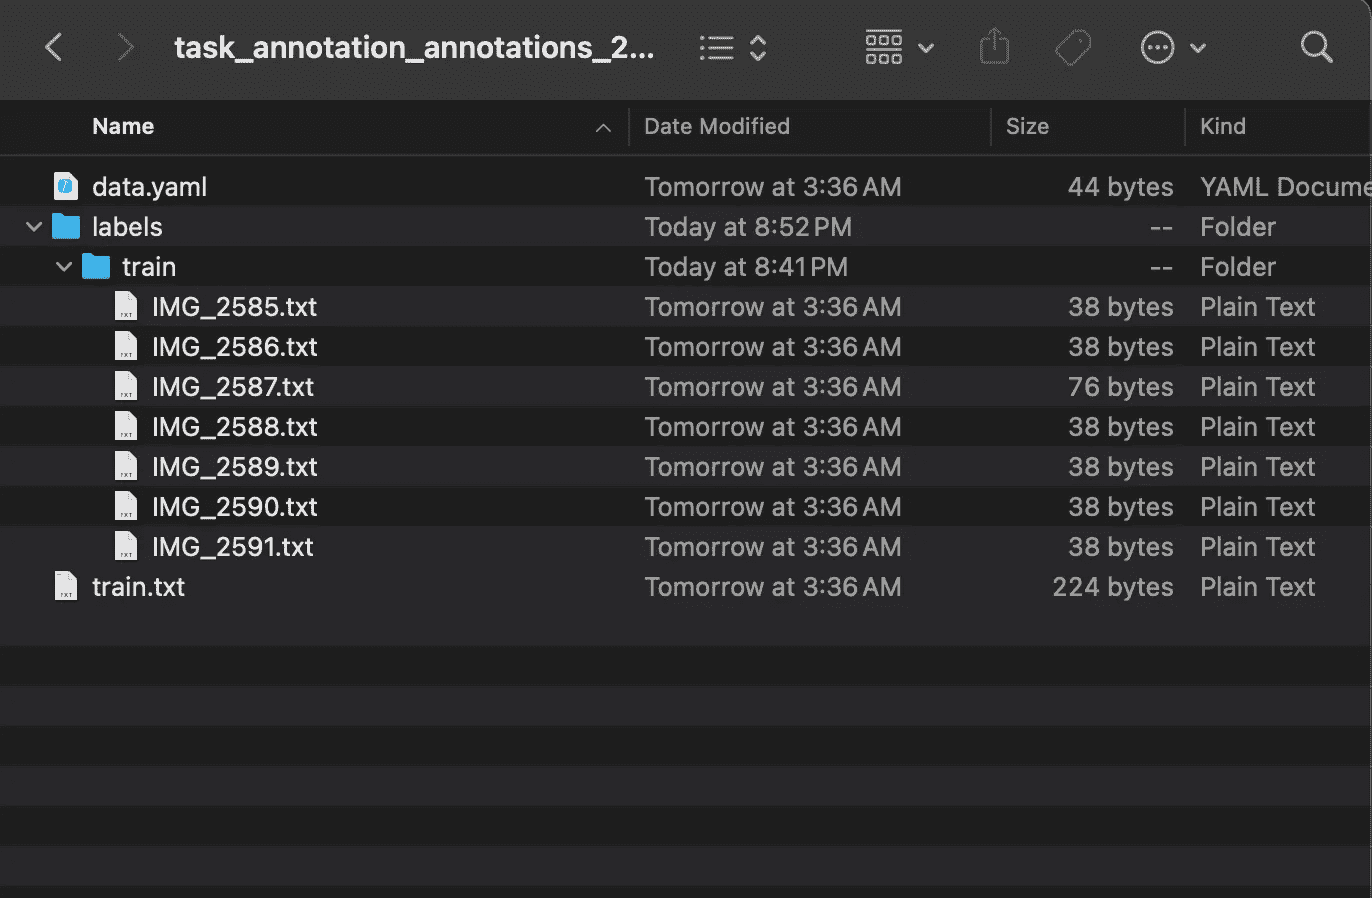 task_annotation_annotations_2...
Name Date Modified Size Kind
data.yaml Tomorrow at 3:36 AM 44 bytes YAML Docume
labels Today at 8:52 PM -- Folder
train Today at 8:41 PM -- Folder
IMG_2585.txt Tomorrow at 3:36 AM 38 bytes Plain Text
IMG_2586.txt Tomorrow at 3:36 AM 38 bytes Plain Text
IMG_2587.txt Tomorrow at 3:36 AM 76 bytes Plain Text
IMG_2588.txt Tomorrow at 3:36 AM 38 bytes Plain Text
IMG_2589.txt Tomorrow at 3:36 AM 38 bytes Plain Text
IMG_2590.txt Tomorrow at 3:36 AM 38 bytes Plain Text
IMG_2591.txt Tomorrow at 3:36 AM 38 bytes Plain Text
train.txt Tomorrow at 3:36 AM 224 bytes Plain Text